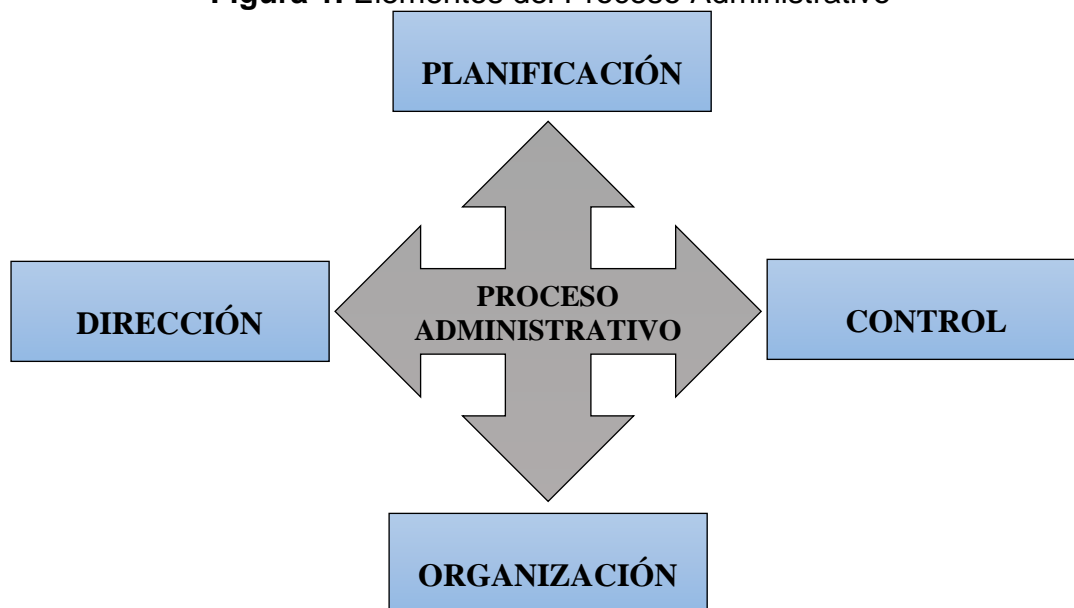 Figura 1. Elementos del Proceso Administrativo
PLANIFICACIÓN
DIRECCIÓN
PROCESO
ADMINISTRATIVO
CONTROL
ORGANIZACIÓN